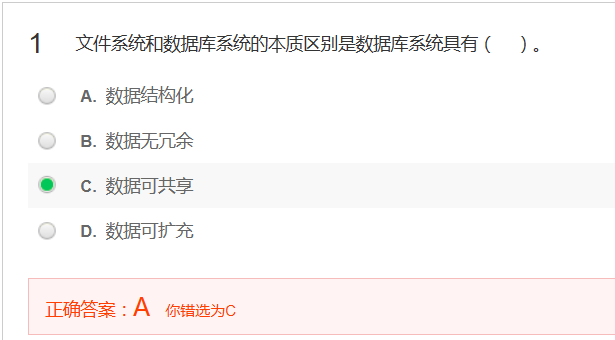 1 文件系统和数据库系统的本质区别是数据库系统具有( )。
A. 数据结构化
B. 数据无冗余
C. 数据可共享
D. 数据可扩充
正确答案：A 你错选为C